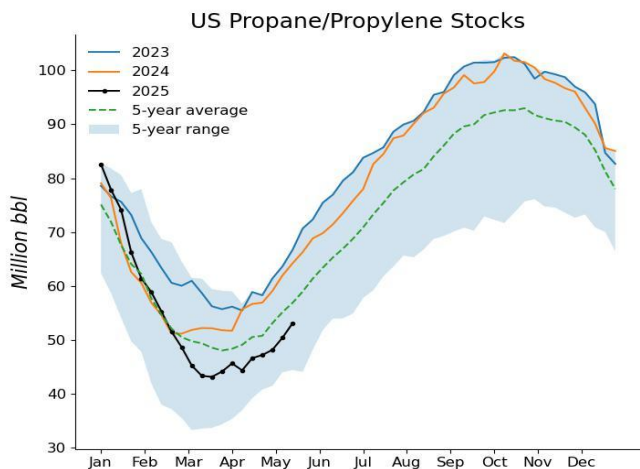 US Propane/Propylene Stocks
Million bbl
100
90
80
70
60
50
40
30
2023
2024
2025
5-year average
5-year range
Jan Feb Mar Apr May Jun Jul Aug Sep Oct Nov Dec